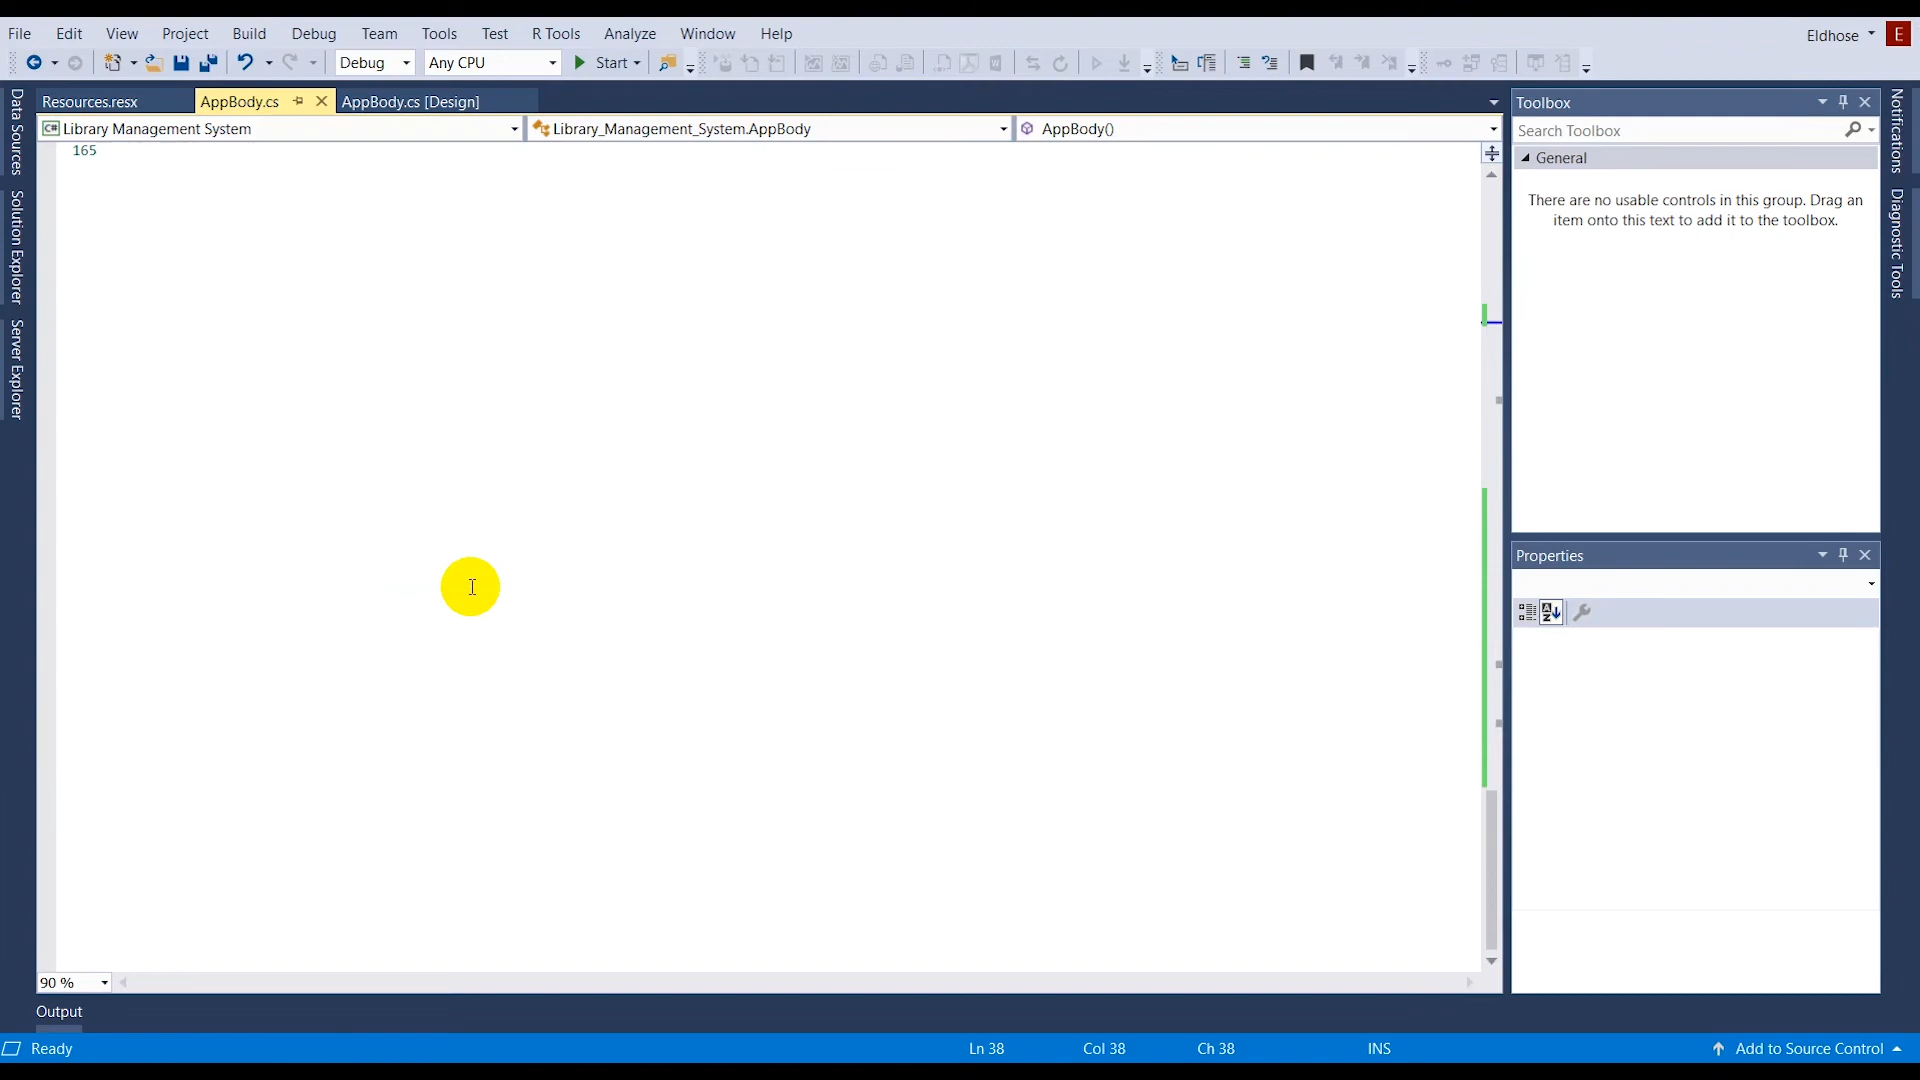 File Edit View Project Build Debug Team Tools Test R Tools Analyze Window Help
Eldhose E
Debug Any CPU Start
Resources.resx AppBody.cs AppBody.cs [Design]
C# Library Management System Library_Management_System.AppBody AppBody()
165
Data Sources
Solution Explorer
Server Explorer
Toolbox
Search Toolbox
General
There are no usable controls in this group. Drag an
item onto this text to add it to the toolbox.
Properties
Notifications
Diagnostic Tools
90 %
Output
Ready Ln 38 Col 38 Ch 38 INS Add to Source Control